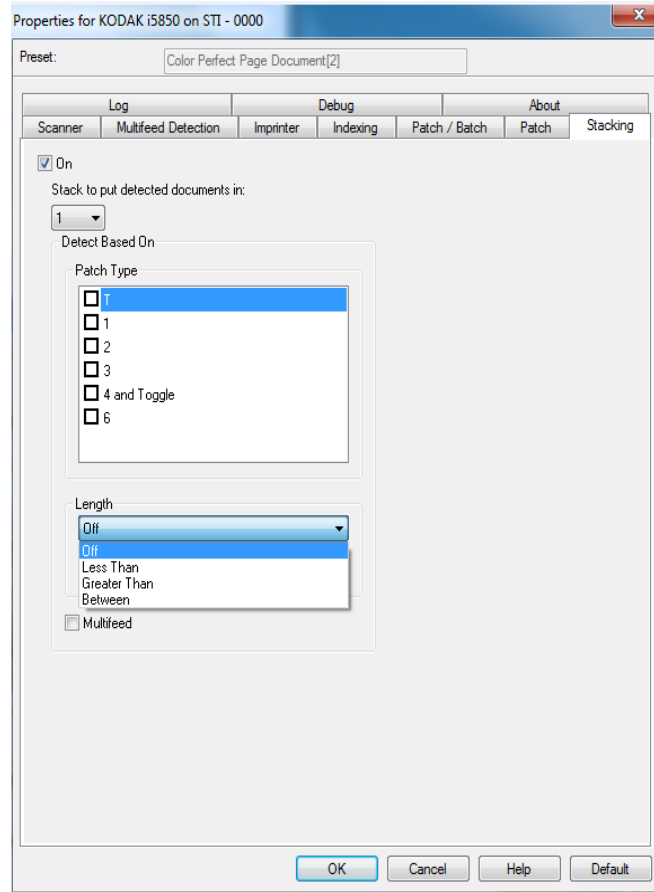 Properties for KODAK i5850 on STI - 0000
x
Preset: Color Perfect Page Document[2]
Log Debug About
Scanner Multifeed Detection Imprinter Indexing Patch / Batch Patch Stacking
On
Stack to put detected documents in:
1
Detect Based On
Patch Type
T
1
2
3
4 and Toggle
6
Length
Off
Off
Less Than
Greater Than
Between
Multifeed
OK Cancel Help Default